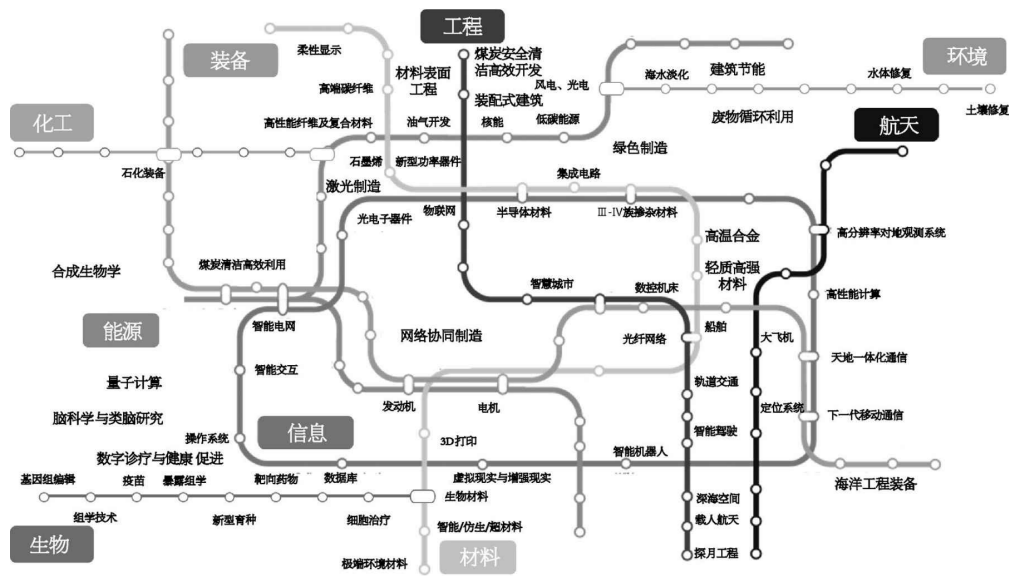 工程
装备
柔性显示
煤炭安全清
洁高效开发
环境
材料表面
工程
建筑节能
海水淡化
水体修复
高端碳纤维
风电、光电
装配式建筑
土壤修复
化工
高性能纤维及复合材料
油气开发
核能
低碳能源
废物循环利用
航天
绿色制造
石墨烯
新型功率器件
石化装备
集成电路
激光制造
光电子器件
物联网
半导体材料
Ⅲ-Ⅳ族掺杂材料
高温合金
高分辨率对地观测系统
合成生物学
煤炭清洁高效利用
轻质高强
材料
智慧城市
数控机床
高性能计算
能源
智能电网
网络协同制造
光纤网络
船舶
大飞机
天地一体化通信
智能交互
量子计算
轨道交通
发动机
电机
定位系统
下一代移动通信
脑科学与类脑研究
信息
智能驾驶
操作系统
3D打印
智能机器人
数字诊疗与健康促进
基因组编辑
疫苗
暴露组学
靶向药物
数据库
虚拟现实与增强现实
海洋工程装备
生物材料
深海空间
组学技术
新型育种
细胞治疗
智能/仿生/超材料
载人航天
生物
材料
极端环境材料
探月工程